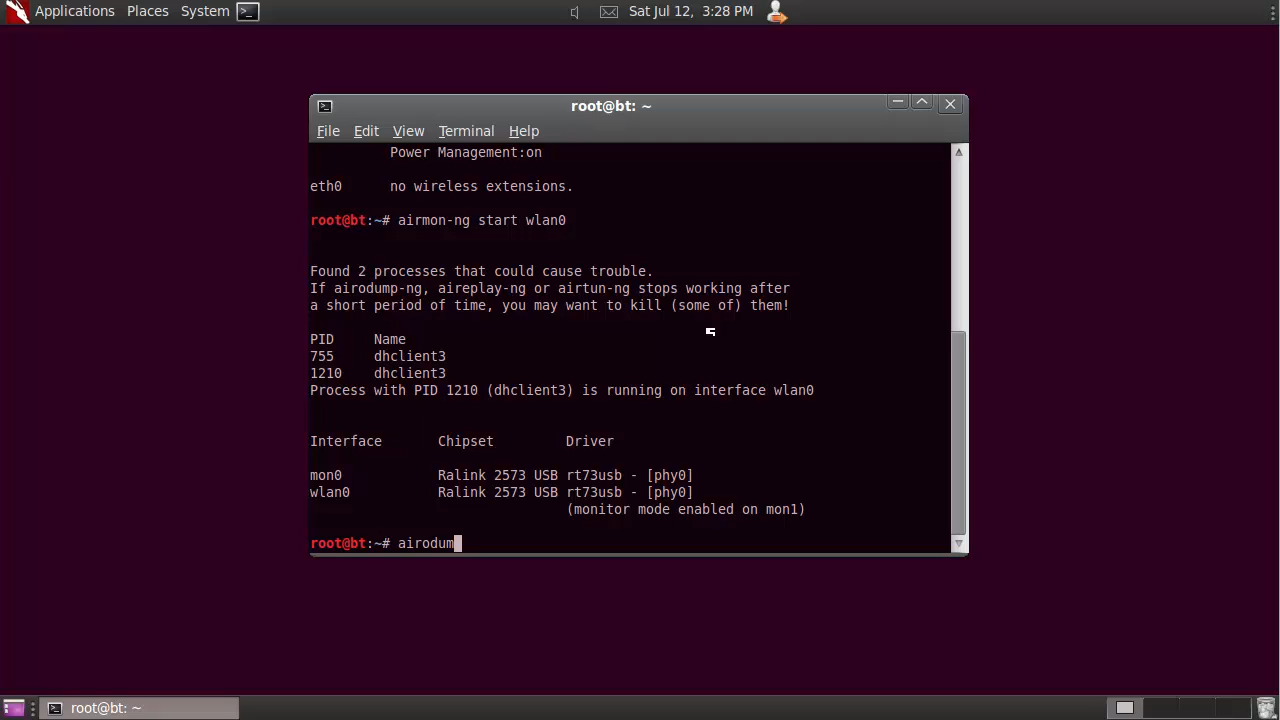 Applications Places System Sat Jul 12, 3:28 PM
root@bt: ~
File Edit View Terminal Help
Power Management:on
eth0 no wireless extensions.
root@bt:~# airmon-ng start wlan0
Found 2 processes that could cause trouble.
If airodump-ng, aireplay-ng or airtun-ng stops working after
a short period of time, you may want to kill (some of) them!
PID Name
755 dhclient3
1210 dhclient3
Process with PID 1210 (dhclient3) is running on interface wlan0
Interface Chipset Driver
mon0 Ralink 2573 USB rt73usb - [phy0]
wlan0 Ralink 2573 USB rt73usb - [phy0]
(monitor mode enabled on mon1)
root@bt:~# airodum
root@bt: ~